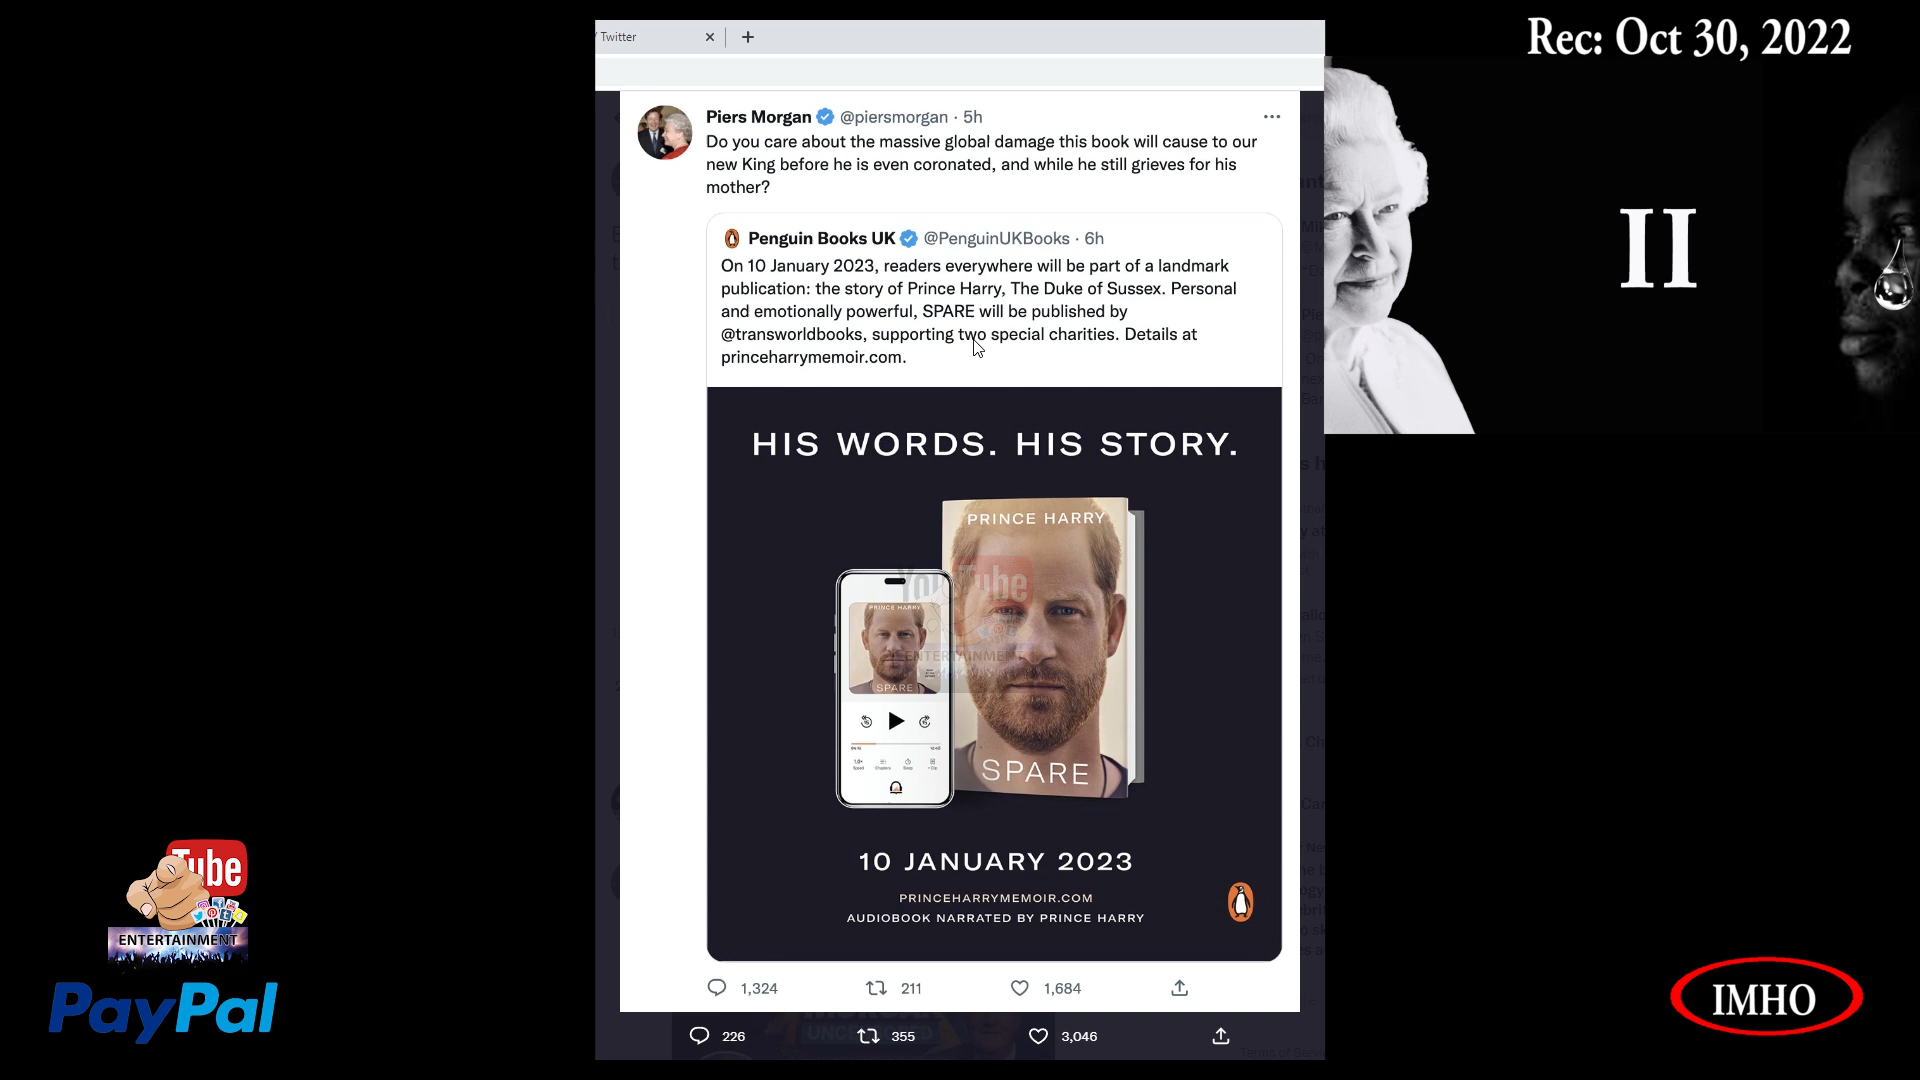 Rec: Oct 30, 2022
/ Twitter
Piers Morgan @piersmorgan · 5h
Do you care about the massive global damage this book will cause to our
new King before he is even coronated, and while he still grieves for his
mother?
Penguin Books UK @PenguinUKBooks · 6h
On 10 January 2023, readers everywhere will be part of a landmark
publication: the story of Prince Harry, The Duke of Sussex. Personal
and emotionally powerful, SPARE will be published by
@transworldbooks, supporting two special charities. Details at
princeharrymemoir.com.
II
HIS WORDS. HIS STORY.
PRINCE HARRY
YouTube
ENTERTAINMENT
PRINCE HARRY
SPARE
SPARE
10 JANUARY 2023
PRINCEHARRYMEMOIR.COM
AUDIOBOOK NARRATED BY PRINCE HARRY
1,324 211 1,684
226 355 3,046
Tube
ENTERTAINMENT
PayPal
IMHO